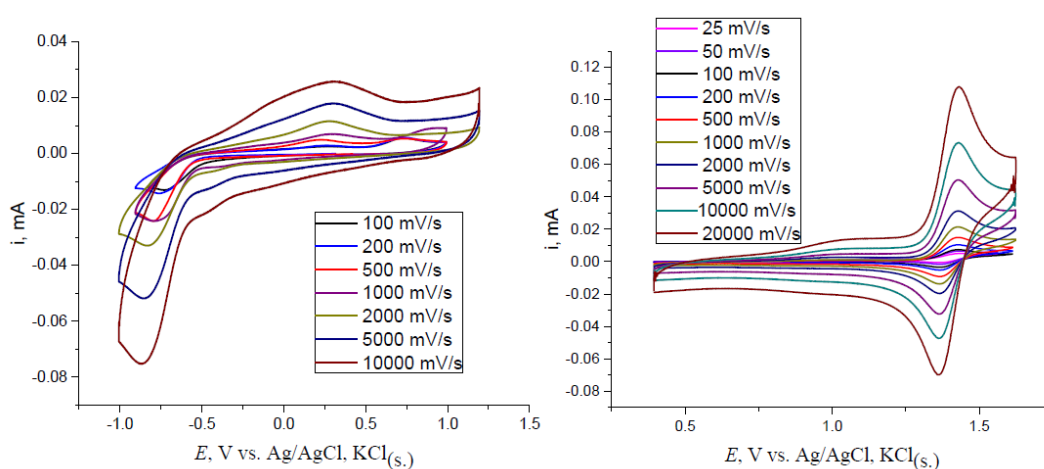 0.04
0.02
0.00
-0.02
-0.04
-0.06
-0.08
i, mA
100 mV/s
200 mV/s
500 mV/s
1000 mV/s
2000 mV/s
5000 mV/s
10000 mV/s
-1.0
-0.5
0.0
0.5
1.0
1.5
E, V vs. Ag/AgCl, KCl(s.)
25 mV/s
50 mV/s
100 mV/s
200 mV/s
500 mV/s
1000 mV/s
2000 mV/s
5000 mV/s
10000 mV/s
20000 mV/s
0.12
0.10
0.08
0.06
0.04
0.02
0.00
-0.02
-0.04
-0.06
-0.08
i, mA
0.5
1.0
1.5
E, V vs. Ag/AgCl, KCl(s.)